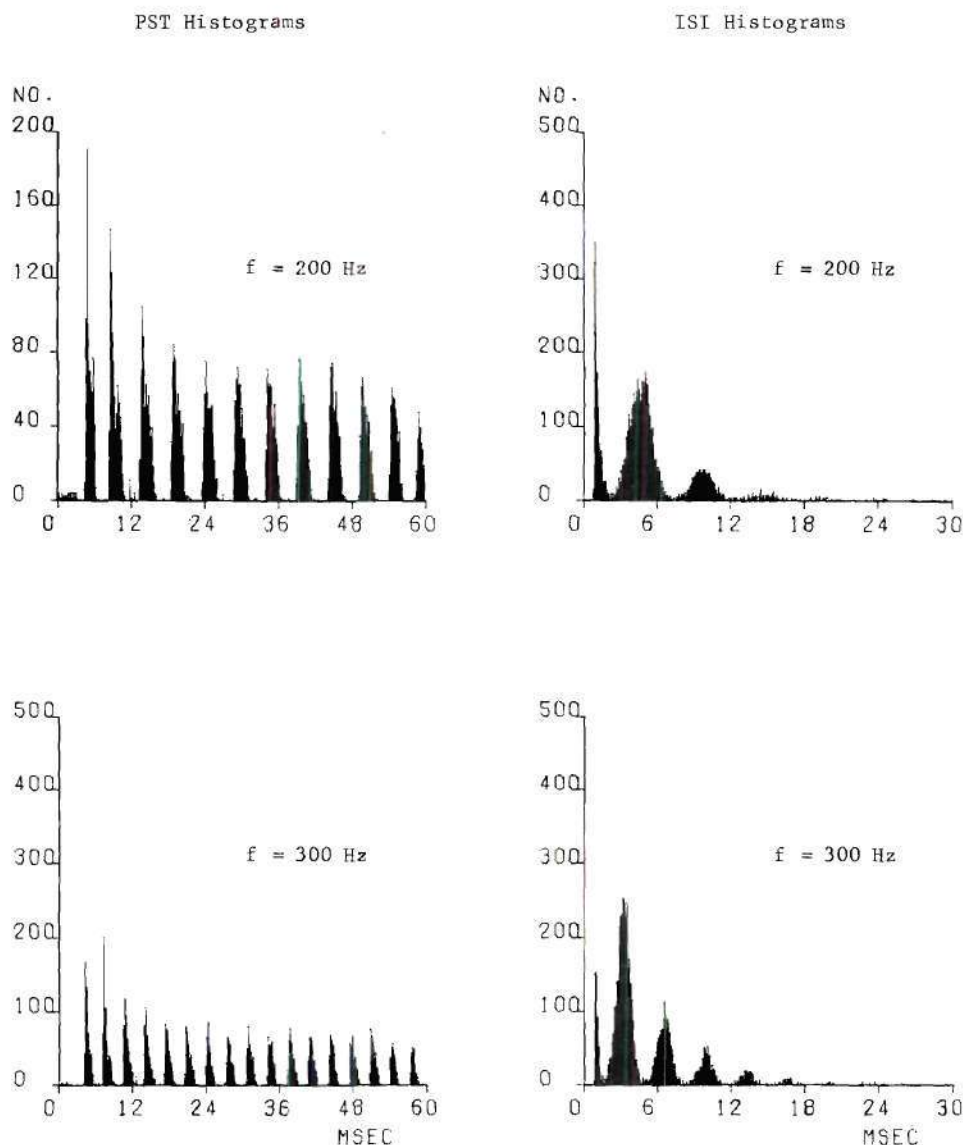 PST Histograms
ISI Histograms
NO.
200
160
120
80
40
0
f = 200 Hz
0 12 24 36 48 60
NO.
500
400
300
200
100
0
f = 200 Hz
0 6 12 18 24 30
500
400
300
200
100
0
f = 300 Hz
0 12 24 36 48 60
MSEC
500
400
300
200
100
0
f = 300 Hz
0 6 12 18 24 30
MSEC